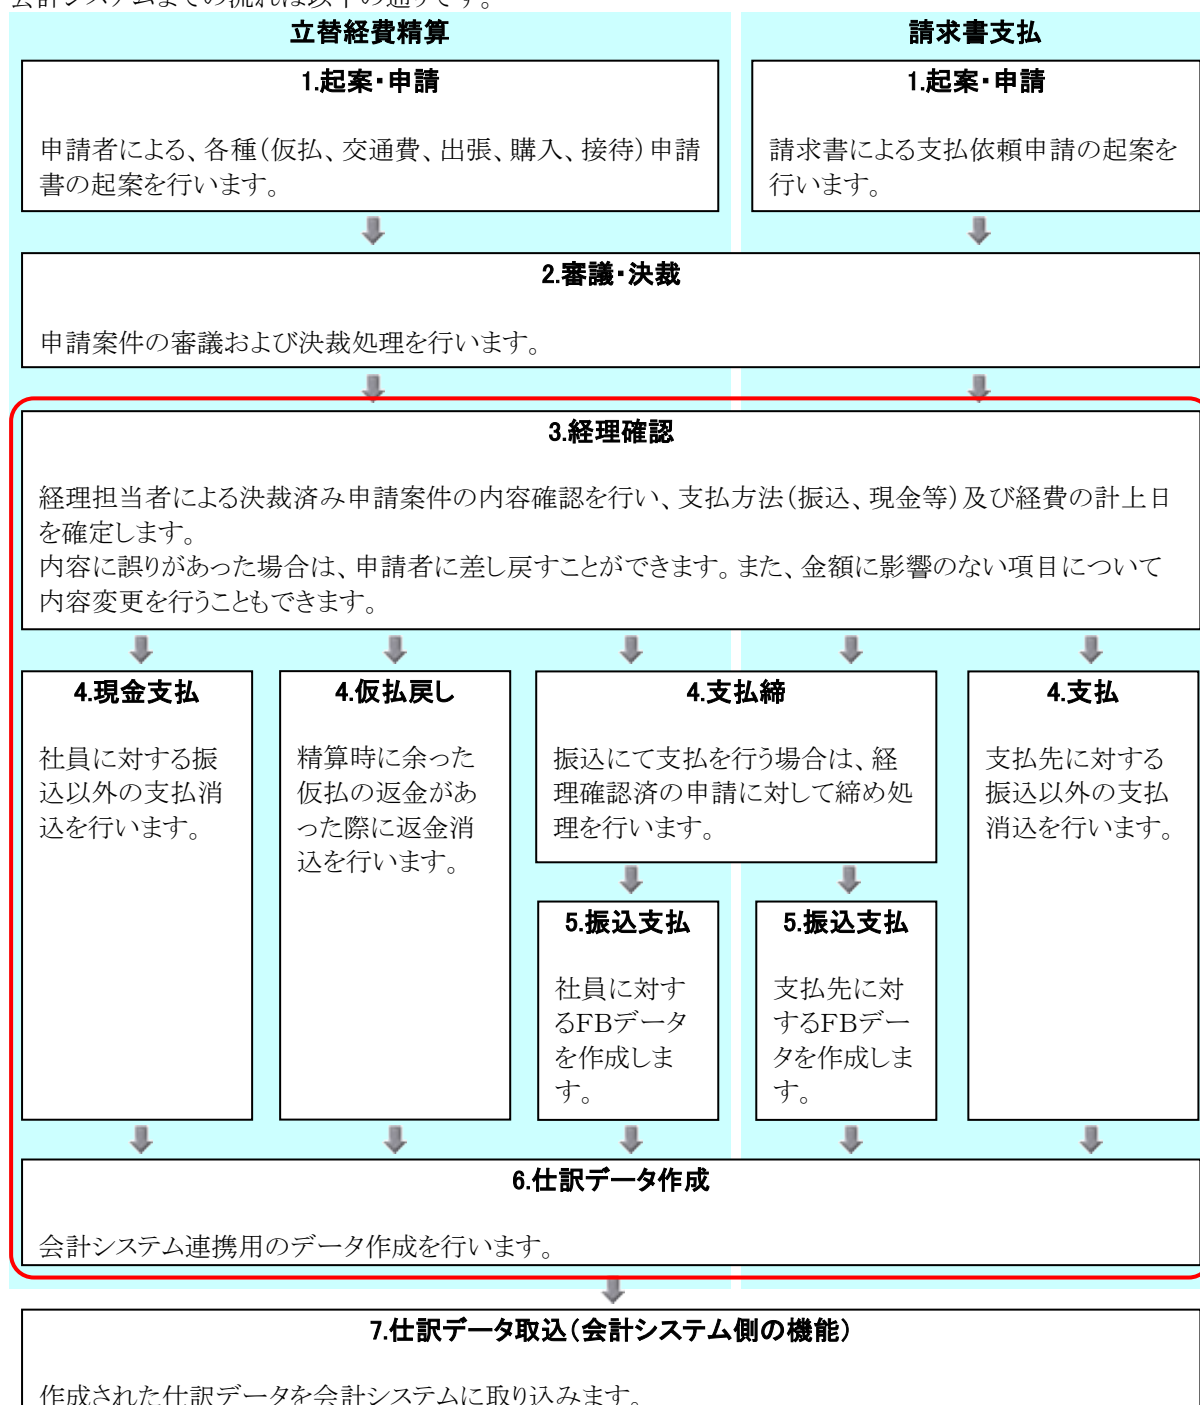 会計システムまでの流れは以下の通りです。
立替経費精算
請求書支払
1.起案・申請
申請者による、各種(仮払、交通費、出張、購入、接待)申請
書の起案を行います。
1.起案・申請
請求書による支払依頼申請の起案を
行います。
2.審議・決裁
申請案件の審議および決裁処理を行います。
3.経理確認
経理担当者による決裁済み申請案件の内容確認を行い、支払方法(振込、現金等)及び経費の計上日
を確定します。
内容に誤りがあった場合は、申請者に差し戻すことができます。また、金額に影響のない項目について
内容変更を行うこともできます。
4.現金支払
社員に対する振
込以外の支払消
込を行います。
4.仮払戻し
精算時に余った
仮払の返金があ
った際に返金消
込を行います。
4.支払締
振込にて支払を行う場合は、経
理確認済の申請に対して締め処
理を行います。
4.支払
支払先に対する
振込以外の支払
消込を行います。
5.振込支払
社員に対す
るFBデータ
を作成しま
す。
5.振込支払
支払先に対
するFBデー
タを作成しま
す。
6.仕訳データ作成
会計システム連携用のデータ作成を行います。
7.仕訳データ取込(会計システム側の機能)
作成された仕訳データを会計システムに取り込みます。